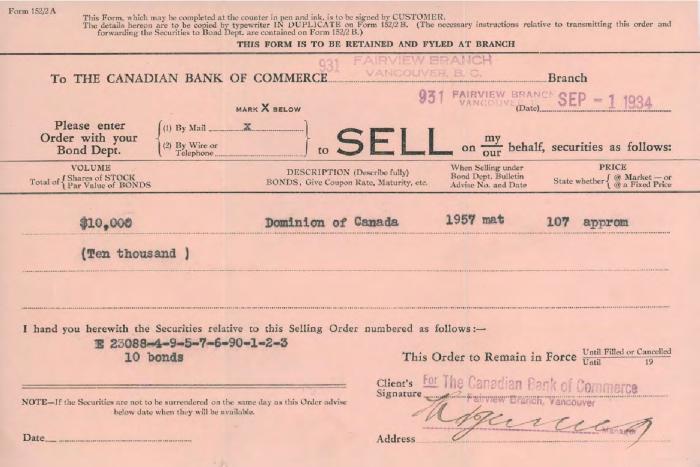 Form 152/2 A
This Form, which may be completed at the counter in pen and ink, is to be signed by CUSTOMER.
The details hereon are to be copied by typewriter IN DUPLICATE on Form 152/2 B. (The necessary instructions relative to transmitting this order and
forwarding the Securities to Bond Dept. are contained on Form 152/2 B.)
THIS FORM IS TO BE RETAINED AND FYLED AT BRANCH
931 FAIRVIEW BRANCH
VANCOUVER, B. C.
To THE CANADIAN BANK OF COMMERCE Branch
931 FAIRVIEW BRANCH
VANCOUVER
(Date) SEP - 1 1934
MARK X BELOW
Please enter
Order with your
Bond Dept.
(1) By Mail X
(2) By Wire or
Telephone
to SELL on my
our behalf, securities as follows:
VOLUME
Total of Shares of STOCK
Par Value of BONDS
DESCRIPTION (Describe fully)
BONDS, Give Coupon Rate, Maturity, etc.
When Selling under
Bond Dept. Bulletin
Advise No. and Date
PRICE
State whether @ Market — or
@ a Fixed Price
$10,000 Dominion of Canada 1957 mat 107 approm
(Ten thousand )
I hand you herewith the Securities relative to this Selling Order numbered as follows:—
E 23088-4-9-5-7-6-90-1-2-3
10 bonds
This Order to Remain in Force Until Filled or Cancelled
Until 19
NOTE—If the Securities are not to be surrendered on the same day as this Order advise
below date when they will be available.
Date
Client's
Signature
For The Canadian Bank of Commerce
Fairview Branch, Vancouver
Manager
Address